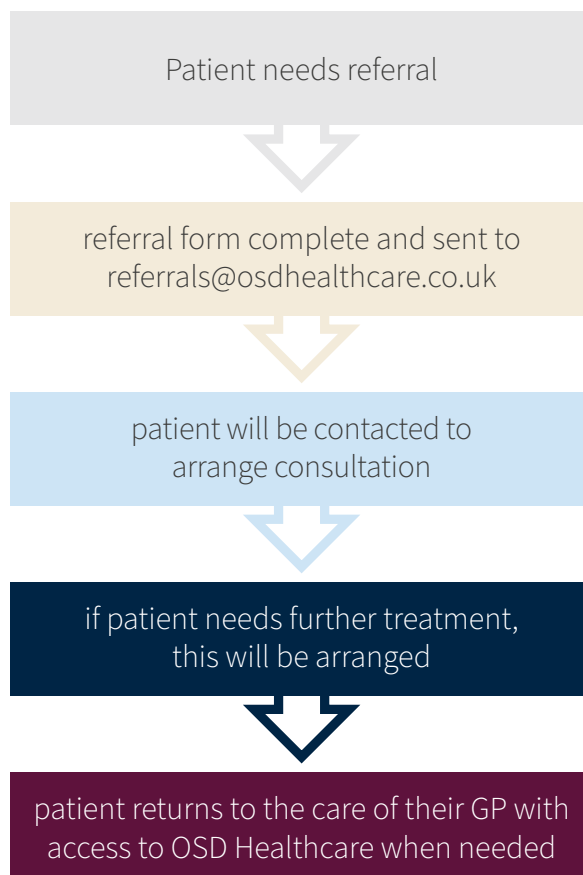 Patient needs referral
referral form complete and sent to
referrals@osdhealthcare.co.uk
patient will be contacted to
arrange consultation
if patient needs further treatment,
this will be arranged
patient returns to the care of their GP with
access to OSD Healthcare when needed